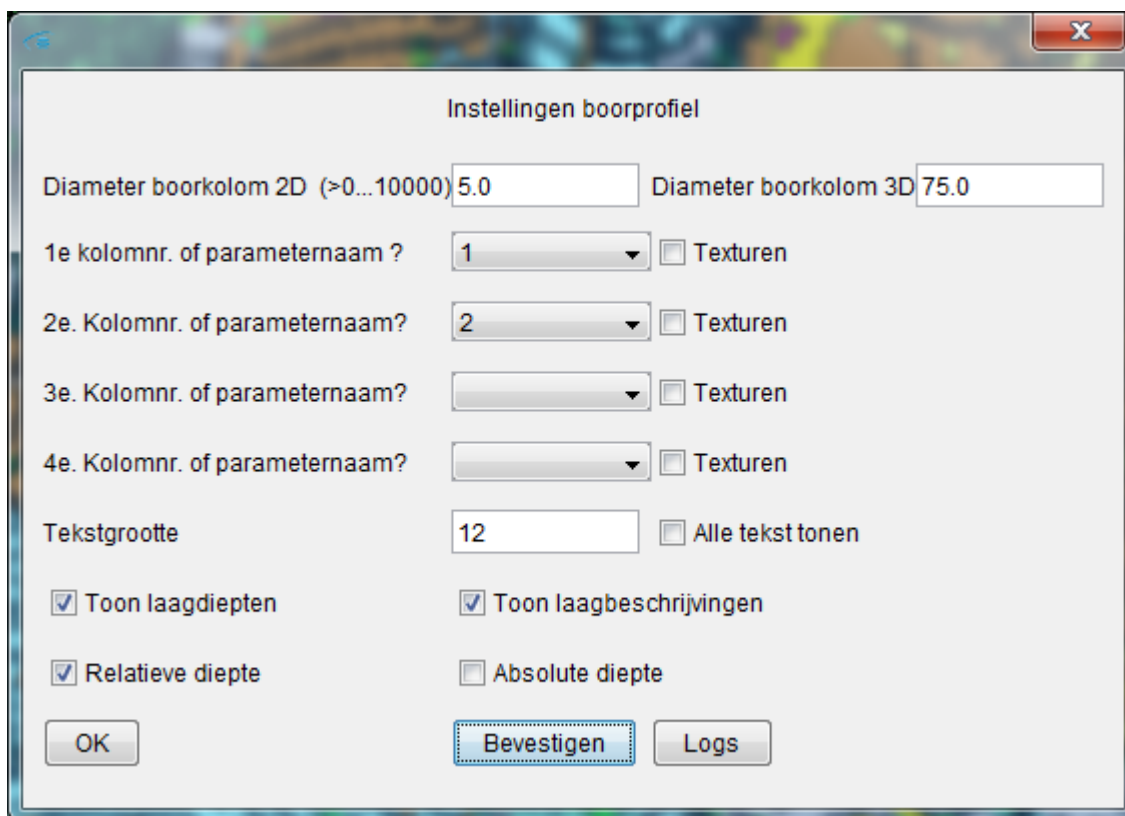 Instellingen boorprofiel
Diameter boorkolom 2D (>0...10000) 5.0 Diameter boorkolom 3D 75.0
1e kolomnr. of parameternaam ? 1 Texturen
2e. Kolomnr. of parameternaam? 2 Texturen
3e. Kolomnr. of parameternaam? Texturen
4e. Kolomnr. of parameternaam? Texturen
Tekstgrootte 12 Alle tekst tonen
Toon laagdiepten Toon laagbeschrijvingen
Relatieve diepte Absolute diepte
OK Bevestigen Logs